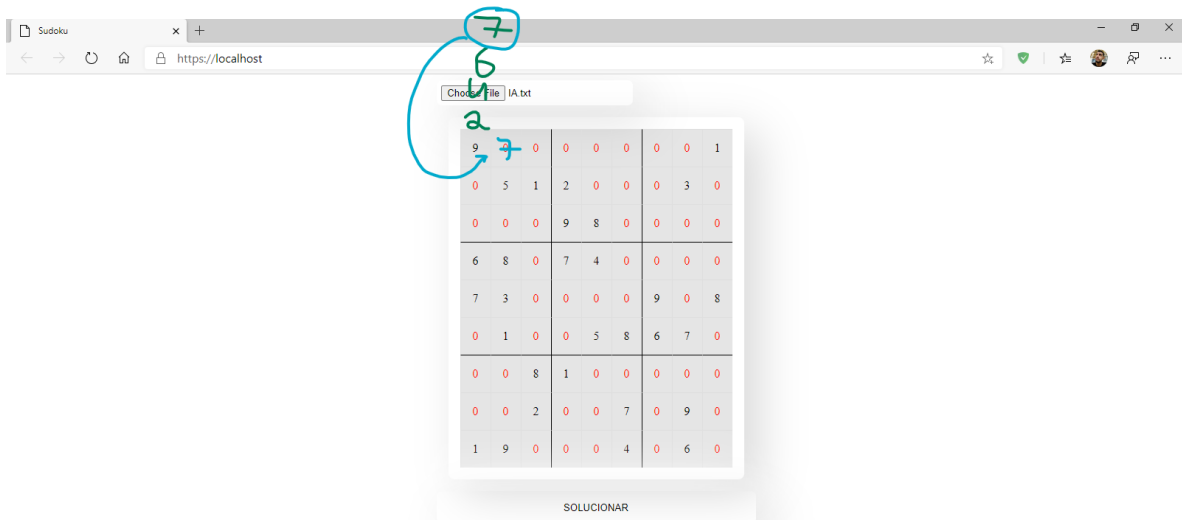 Sudoku
7
https://localhost
6
Choose File IA.txt
4
2
9 7 0 0 0 0 0 0 1
0 5 1 2 0 0 0 3 0
0 0 0 9 8 0 0 0 0
6 8 0 7 4 0 0 0 0
7 3 0 0 0 0 9 0 8
0 1 0 0 5 8 6 7 0
0 0 8 1 0 0 0 0 0
0 0 2 0 0 7 0 9 0
1 9 0 0 0 4 0 6 0
SOLUCIONAR